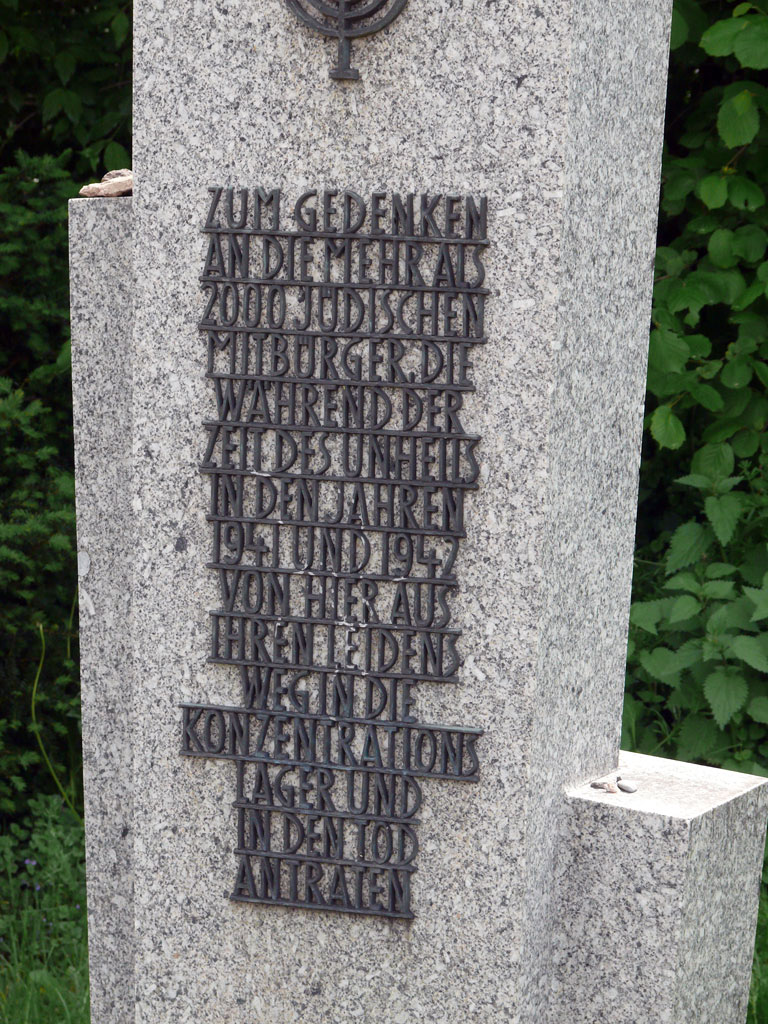 ZUM GEDENKEN
AN DIE MEHR ALS
2000 JÜDISCHEN
MITBÜRGER, DIE
WÄHREND DER
ZEIT DES UNHEILS
IN DEN JAHREN
1941 UND 1942
VON HIER AUS
IHREN LEIDENS
WEG IN DIE
KONZENTRATIONS
LAGER UND
IN DEN TOD
ANTRATEN